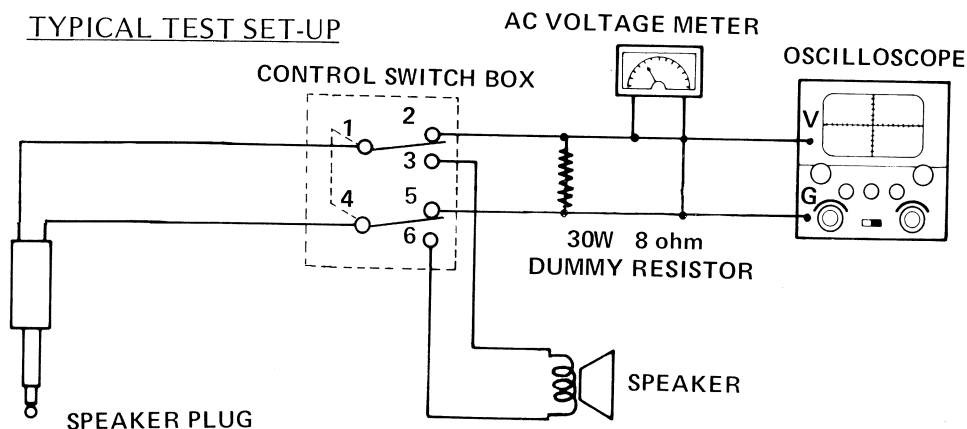 TYPICAL TEST SET-UP
AC VOLTAGE METER
OSCILLOSCOPE
CONTROL SWITCH BOX
1
2
3
4
5
6
V
G
30W 8 ohm
DUMMY RESISTOR
SPEAKER
SPEAKER PLUG